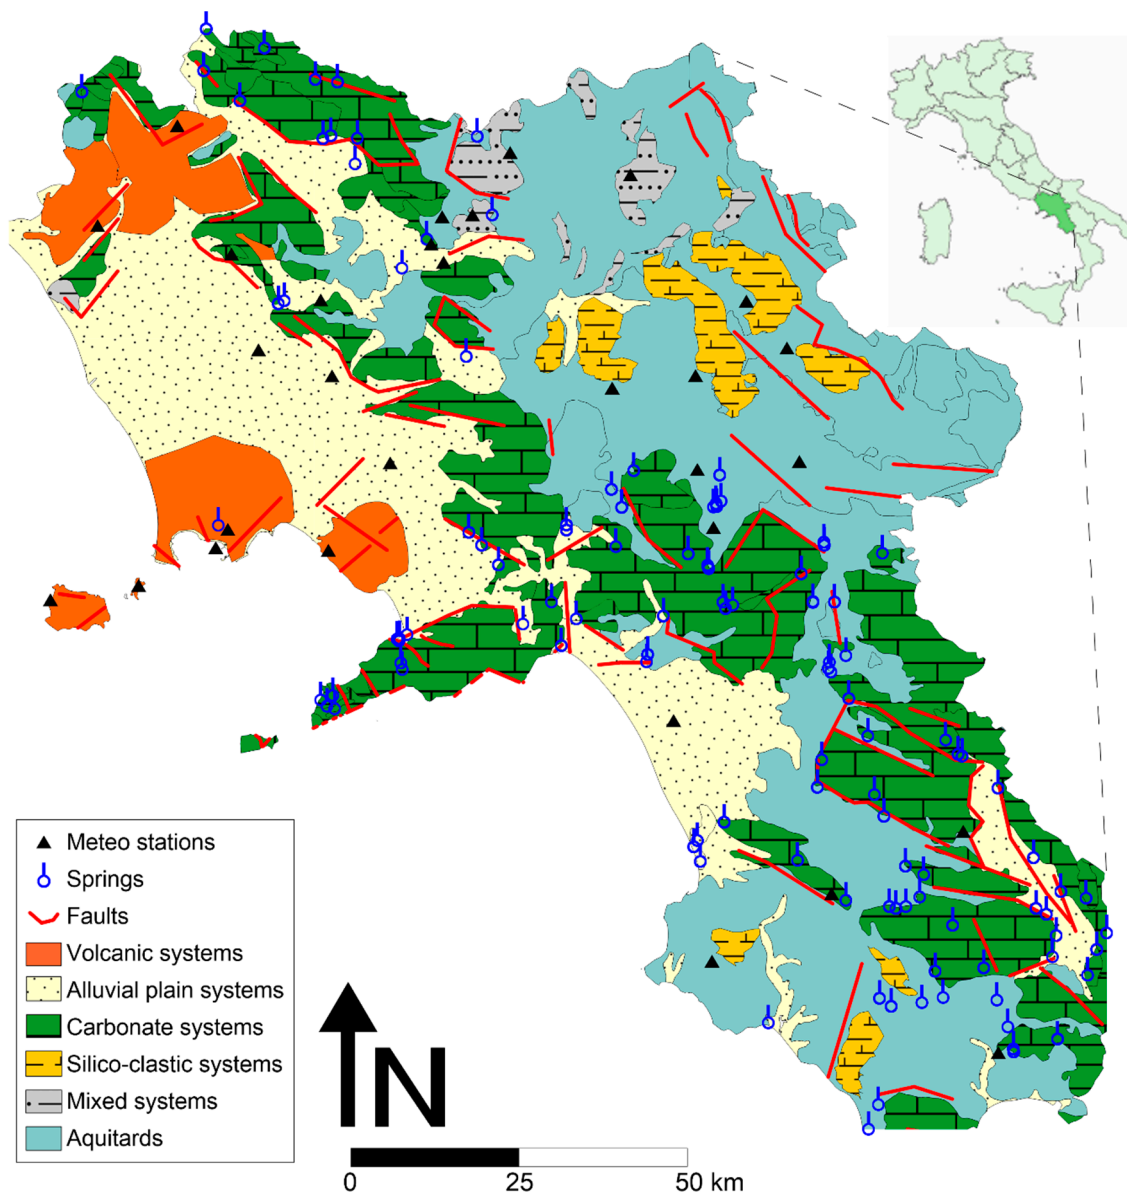 Meteo stations
Springs
Faults
Volcanic systems
Alluvial plain systems
Carbonate systems
Silico-clastic systems
Mixed systems
Aquitards
N
0 25 50 km